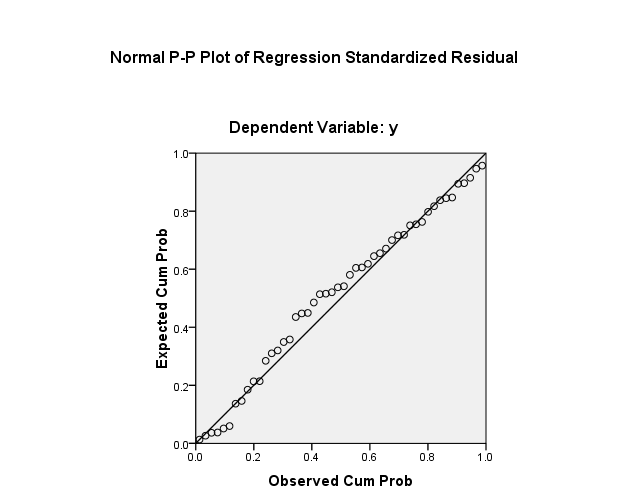 Normal P-P Plot of Regression Standardized Residual
Dependent Variable: y
1.0
0.8
0.6
0.4
0.2
0.0
Expected Cum Prob
0.0 0.2 0.4 0.6 0.8 1.0
Observed Cum Prob